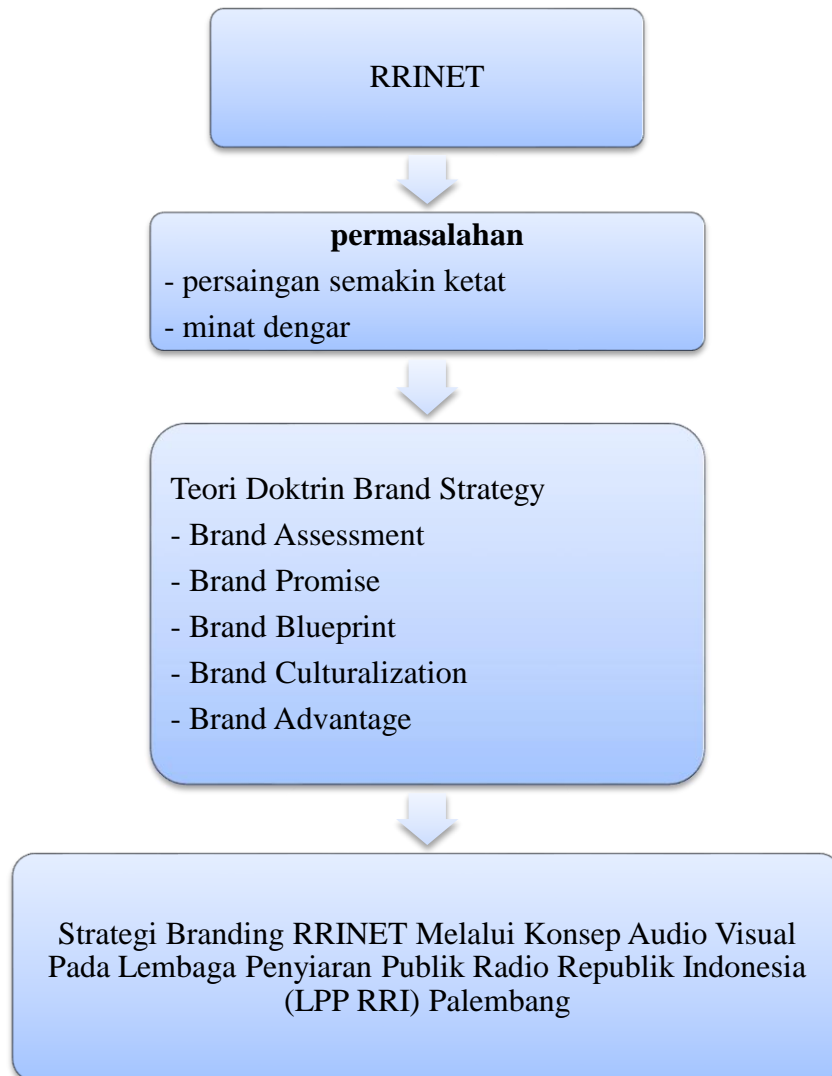 RRINET
permasalahan
- persaingan semakin ketat
- minat dengar
Teori Doktrin Brand Strategy
- Brand Assessment
- Brand Promise
- Brand Blueprint
- Brand Culturalization
- Brand Advantage
Strategi Branding RRINET Melalui Konsep Audio Visual
Pada Lembaga Penyiaran Publik Radio Republik Indonesia
(LPP RRI) Palembang